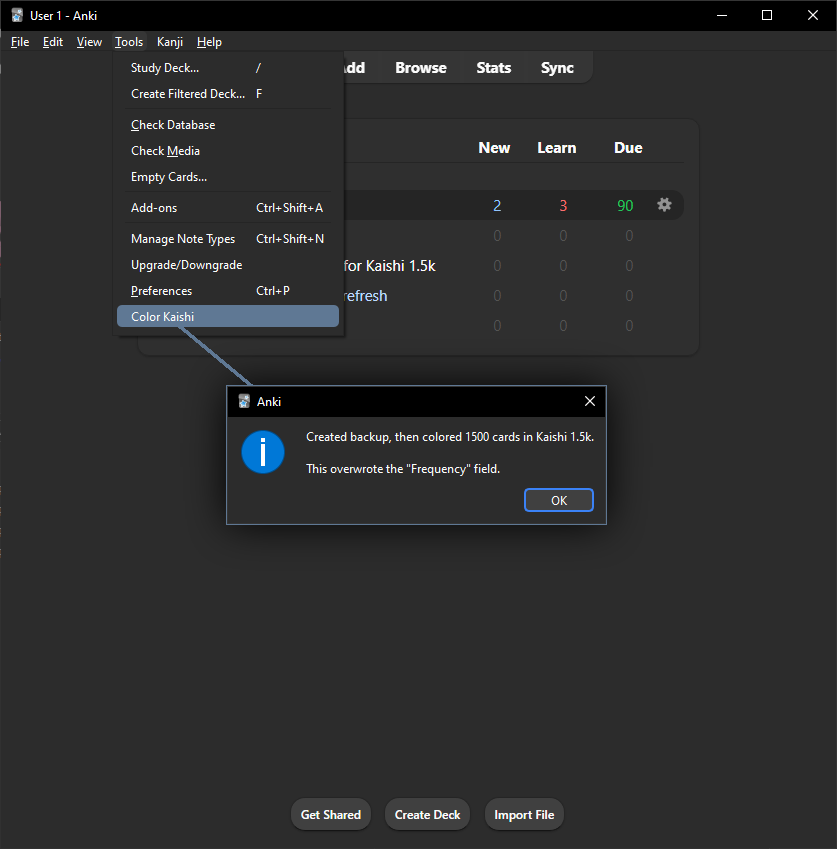 User 1 - Anki
File Edit View Tools Kanji Help
Study Deck... /
Create Filtered Deck... F
Check Database
Check Media
Empty Cards...
Add-ons Ctrl+Shift+A
Manage Note Types Ctrl+Shift+N
Upgrade/Downgrade
Preferences Ctrl+P
Color Kaishi
Browse Stats Sync
New Learn Due
2 3 90
0 0 0
for Kaishi 1.5k 0 0 0
refresh 0 0 0
0 0 0
Anki
Created backup, then colored 1500 cards in Kaishi 1.5k.
This overwrote the "Frequency" field.
OK
Get Shared Create Deck Import File